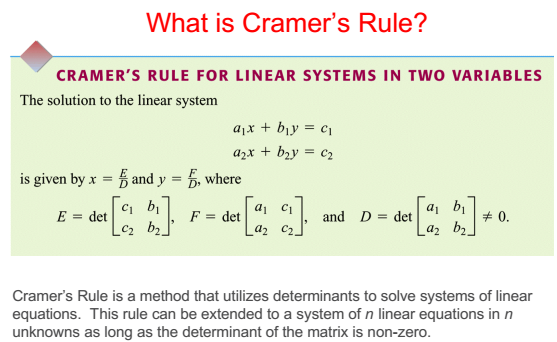 What is Cramer's Rule?
CRAMER'S RULE FOR LINEAR SYSTEMS IN TWO VARIABLES
The solution to the linear system
a₁x + b₁y = c₁
a₂x + b₂y = c₂
is given by x = E/D and y = F/D, where
E = det [c₁ b₁; c₂ b₂], F = det [a₁ c₁; a₂ c₂], and D = det [a₁ b₁; a₂ b₂] ≠ 0.
Cramer's Rule is a method that utilizes determinants to solve systems of linear
equations. This rule can be extended to a system of n linear equations in n
unknowns as long as the determinant of the matrix is non-zero.